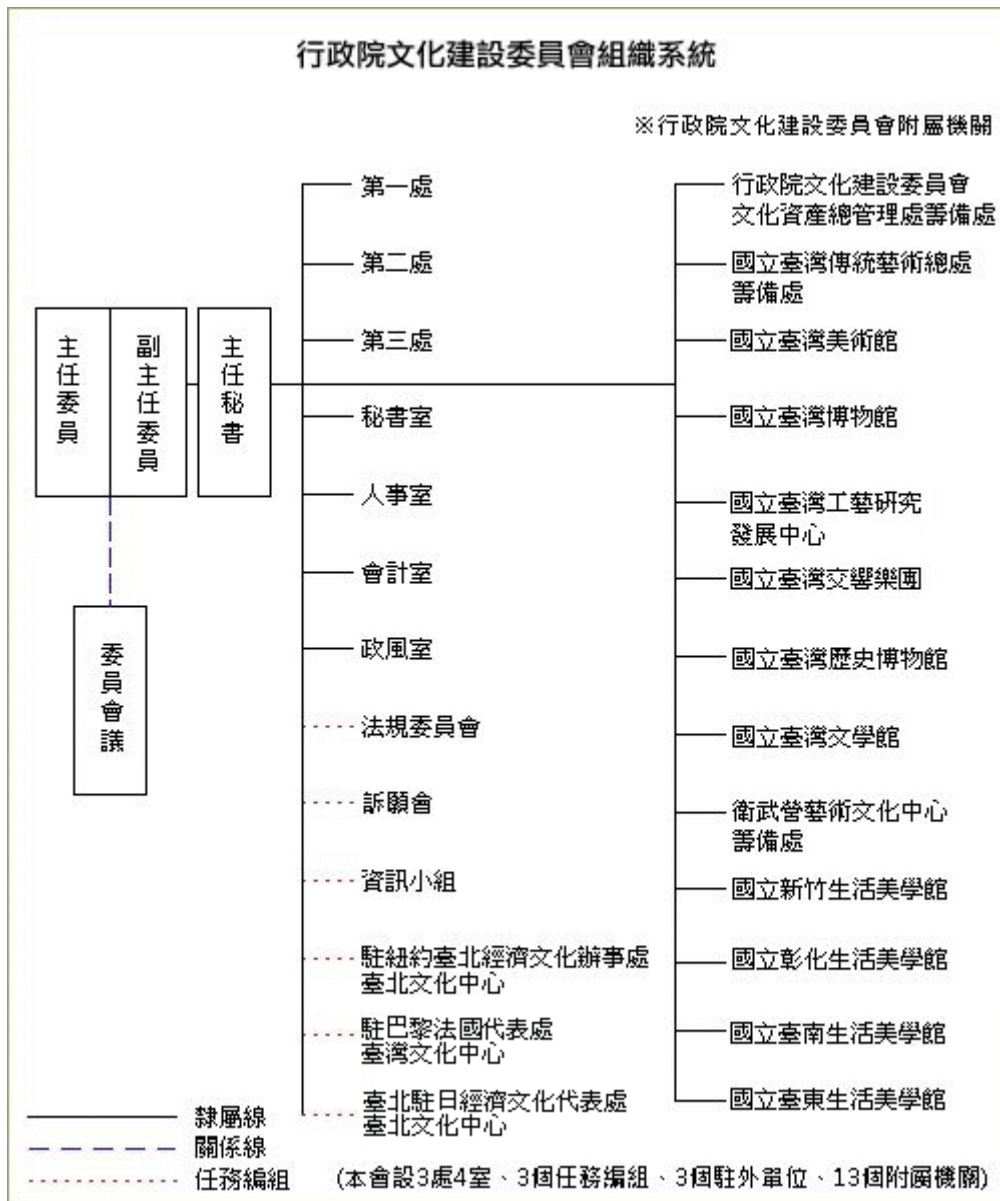 行政院文化建設委員會組織系統
※行政院文化建設委員會附屬機關
主任委員
副主任委員
主任秘書
委員會議
第一處
第二處
第三處
秘書室
人事室
會計室
政風室
法規委員會
訴願會
資訊小組
駐紐約臺北經濟文化辦事處
臺北文化中心
駐巴黎法國代表處
臺灣文化中心
臺北駐日經濟文化代表處
臺北文化中心
行政院文化建設委員會
文化資產總管理處籌備處
國立臺灣傳統藝術總處
籌備處
國立臺灣美術館
國立臺灣博物館
國立臺灣工藝研究
發展中心
國立臺灣交響樂團
國立臺灣歷史博物館
國立臺灣文學館
衛武營藝術文化中心
籌備處
國立新竹生活美學館
國立彰化生活美學館
國立臺南生活美學館
國立臺東生活美學館
隸屬線
關係線
任務編組
(本會設3處4室、3個任務編組、3個駐外單位、13個附屬機關)